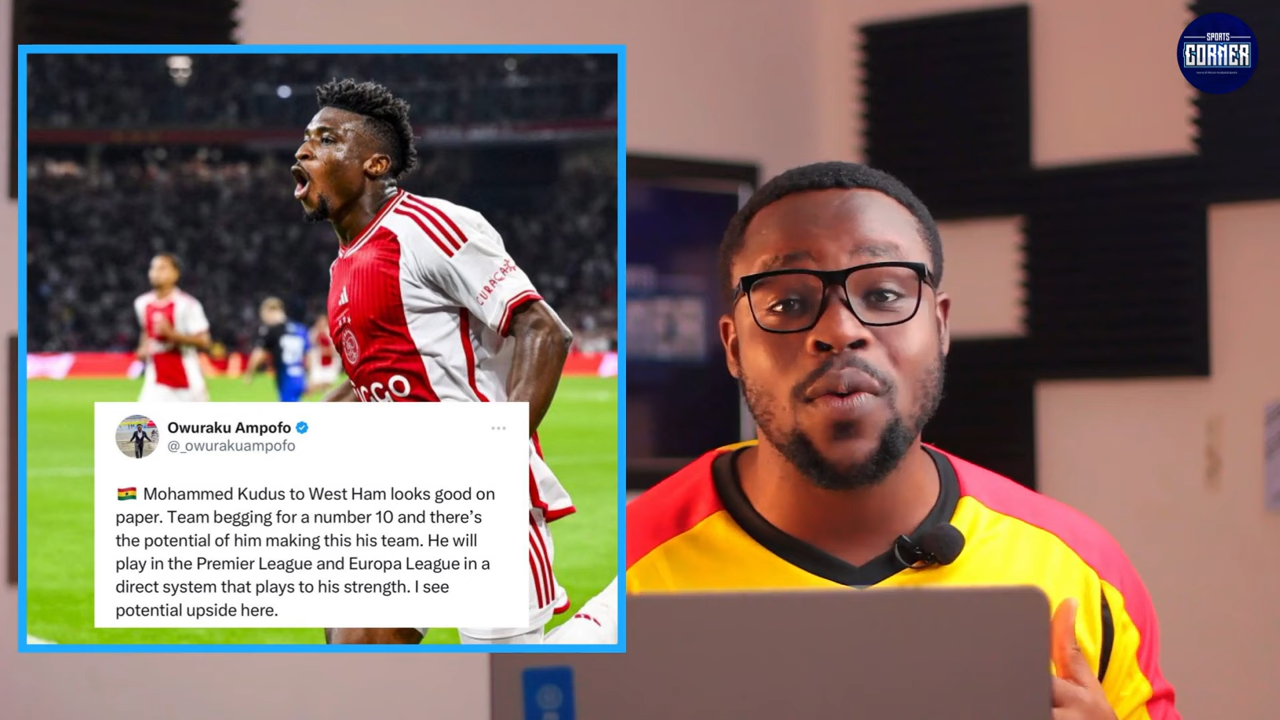 SPORTS
CORNER
CURAÇAO
iggo
Owuraku Ampofo
@_owurakuampofo
🇬🇭 Mohammed Kudus to West Ham looks good on
paper. Team begging for a number 10 and there's
the potential of him making this his team. He will
play in the Premier League and Europa League in a
direct system that plays to his strength. I see
potential upside here.